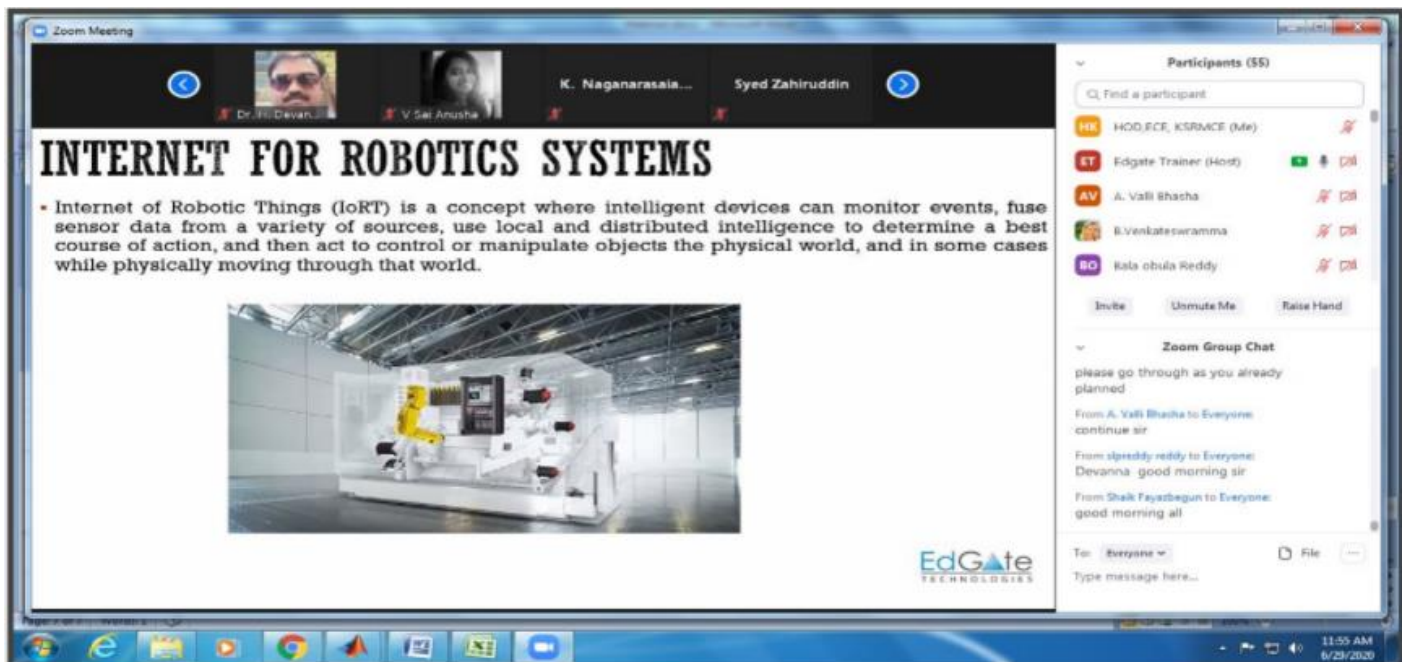 Zoom Meeting
Dr. H. Devan...
V Sai Anusha
K. Naganarasaia...
Syed Zahiruddin
INTERNET FOR ROBOTICS SYSTEMS
▪ Internet of Robotic Things (IoRT) is a concept where intelligent devices can monitor events, fuse
sensor data from a variety of sources, use local and distributed intelligence to determine a best
course of action, and then act to control or manipulate objects the physical world, and in some cases
while physically moving through that world.
EdGate
TECHNOLOGIES
Participants (55)
Find a participant
HK HOD,ECE, KSRMCE (Me)
ET Edgate Trainer (Host)
AV A. Valli Bhasha
B.Venkateswramma
BO Bala obula Reddy
Invite Unmute Me Raise Hand
Zoom Group Chat
please go through as you already
planned
From A. Valli Bhasha to Everyone:
continue sir
From slpreddy reddy to Everyone:
Devanna good morning sir
From Shaik Fayazbegun to Everyone:
good morning all
To: Everyone File ...
Type message here...
Page: 7 of 7 Words: 1
11:55 AM
6/29/2020